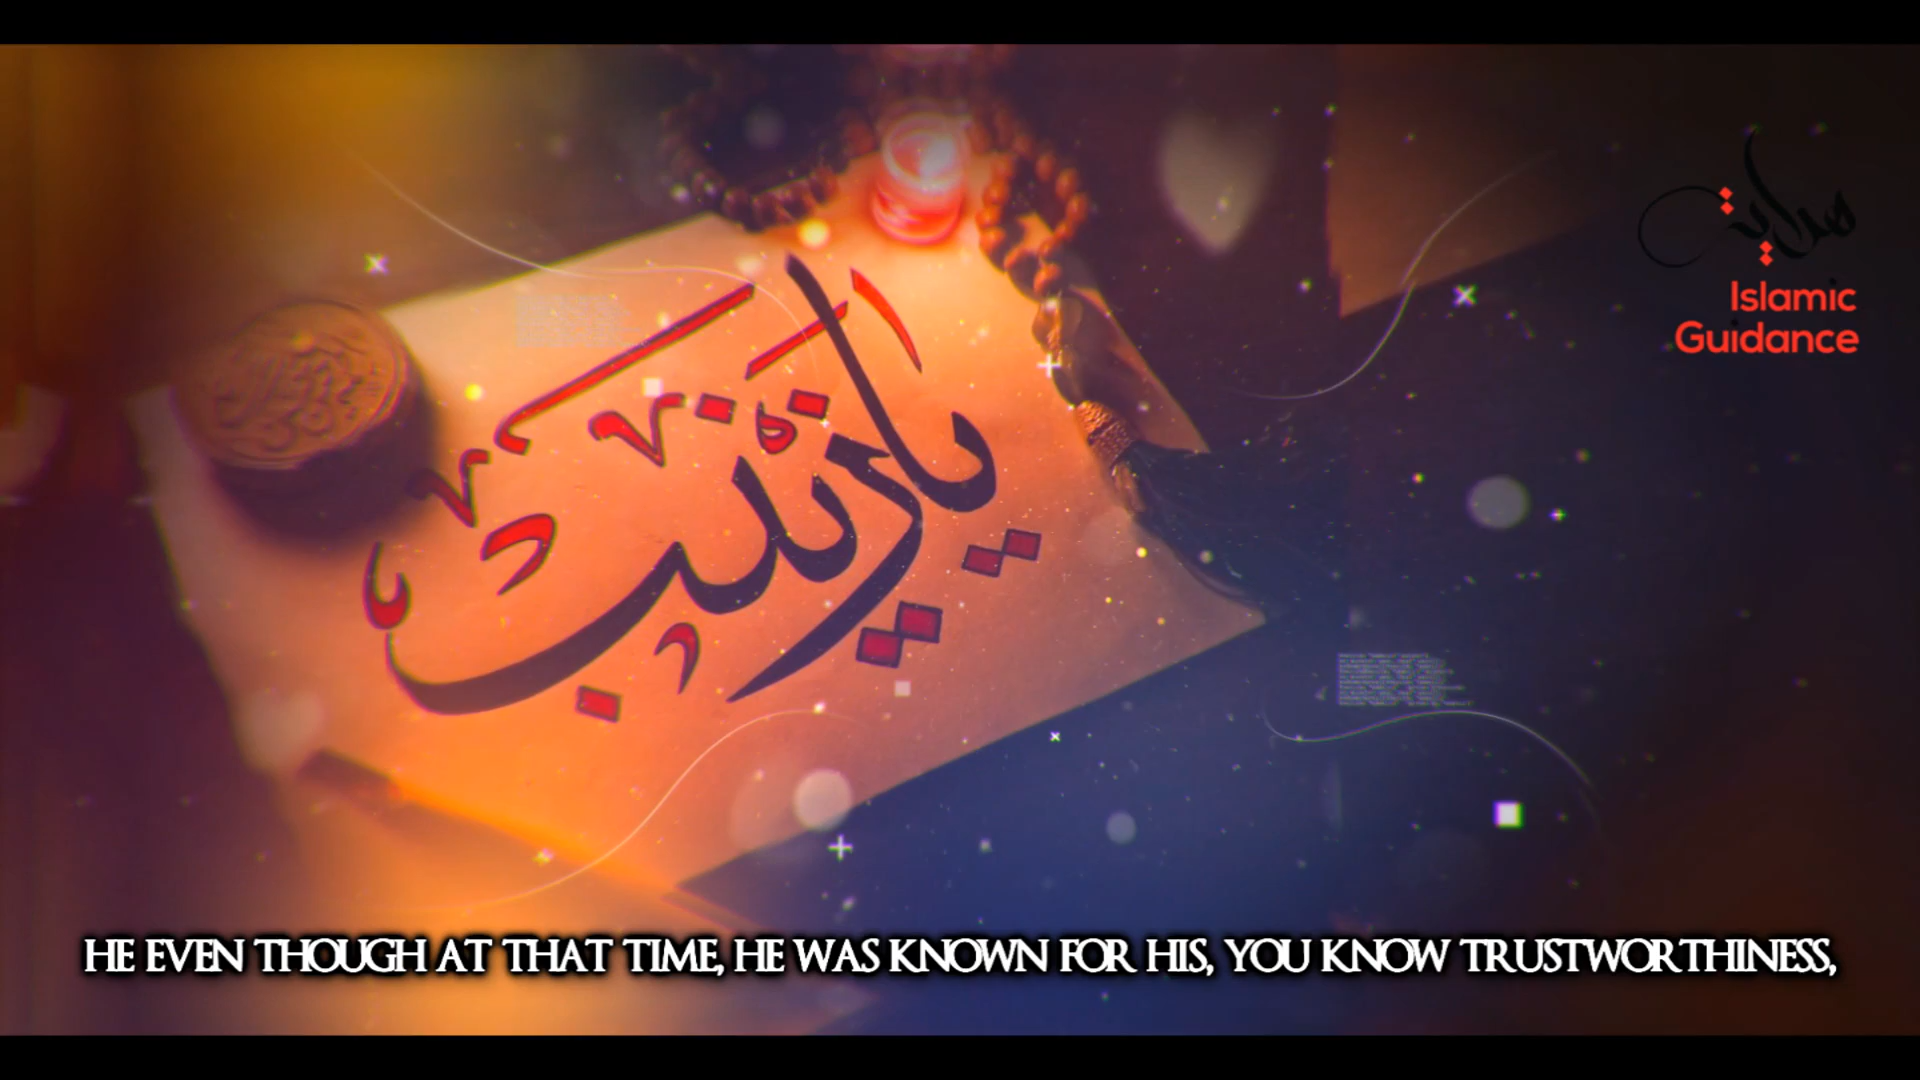 يا زينب
هداية
Islamic
Guidance
HE EVEN THOUGH AT THAT TIME, HE WAS KNOWN FOR HIS, YOU KNOW TRUSTWORTHINESS,